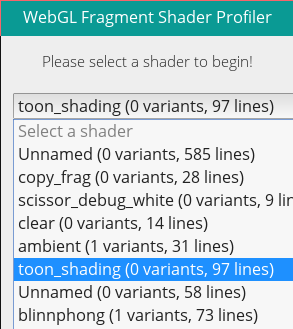 WebGL Fragment Shader Profiler
Please select a shader to begin!
toon_shading (0 variants, 97 lines)
Select a shader
Unnamed (0 variants, 585 lines)
copy_frag (0 variants, 28 lines)
scissor_debug_white (0 variants, 9 lin
clear (0 variants, 14 lines)
ambient (1 variants, 31 lines)
toon_shading (0 variants, 97 lines)
Unnamed (0 variants, 58 lines)
blinnphong (1 variants, 73 lines)